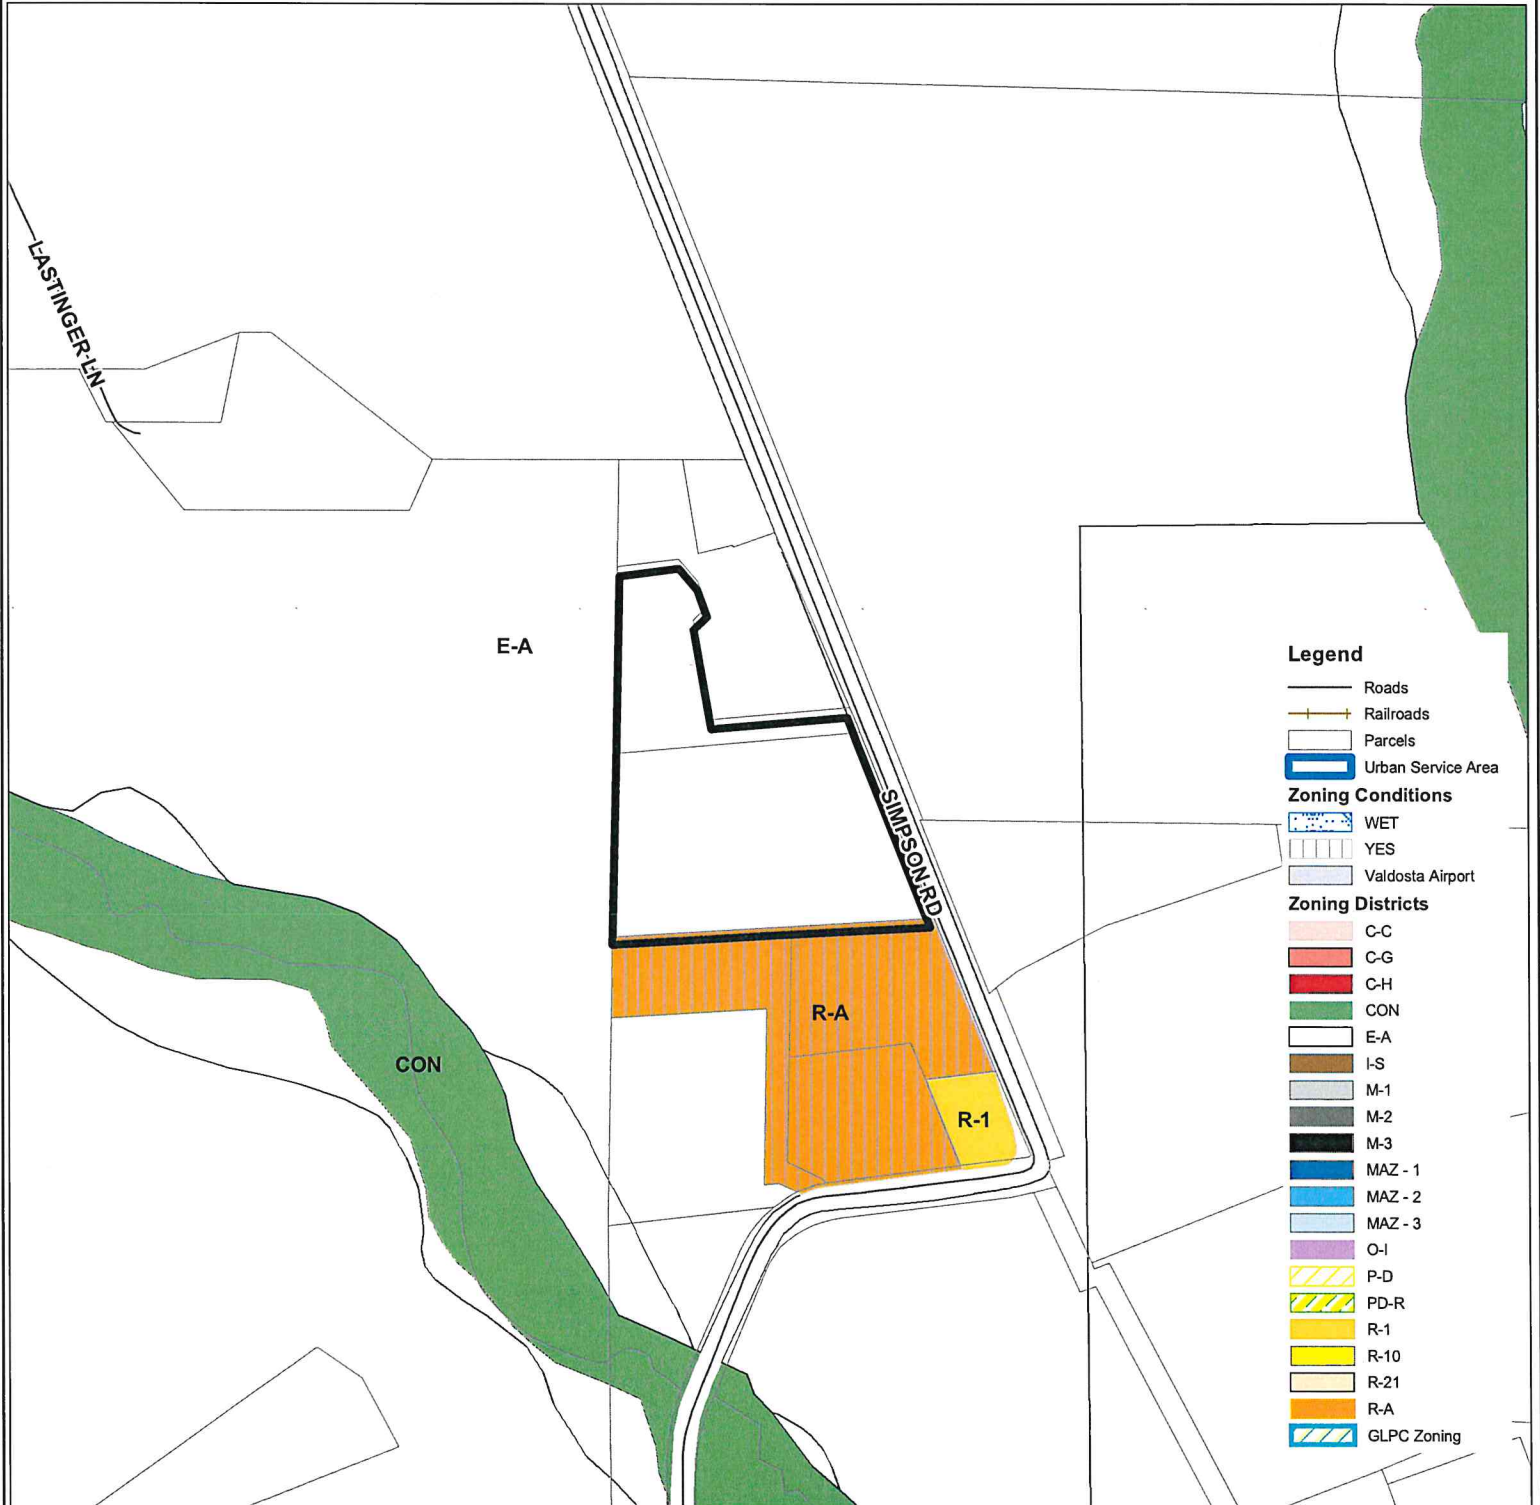 LASTINGER LN
E-A
SIMPSON RD
R-A
CON
R-1
Legend
Roads
Railroads
Parcels
Urban Service Area
Zoning Conditions
WET
YES
Valdosta Airport
Zoning Districts
C-C
C-G
C-H
CON
E-A
I-S
M-1
M-2
M-3
MAZ - 1
MAZ - 2
MAZ - 3
O-I
P-D
PD-R
R-1
R-10
R-21
R-A
GLPC Zoning